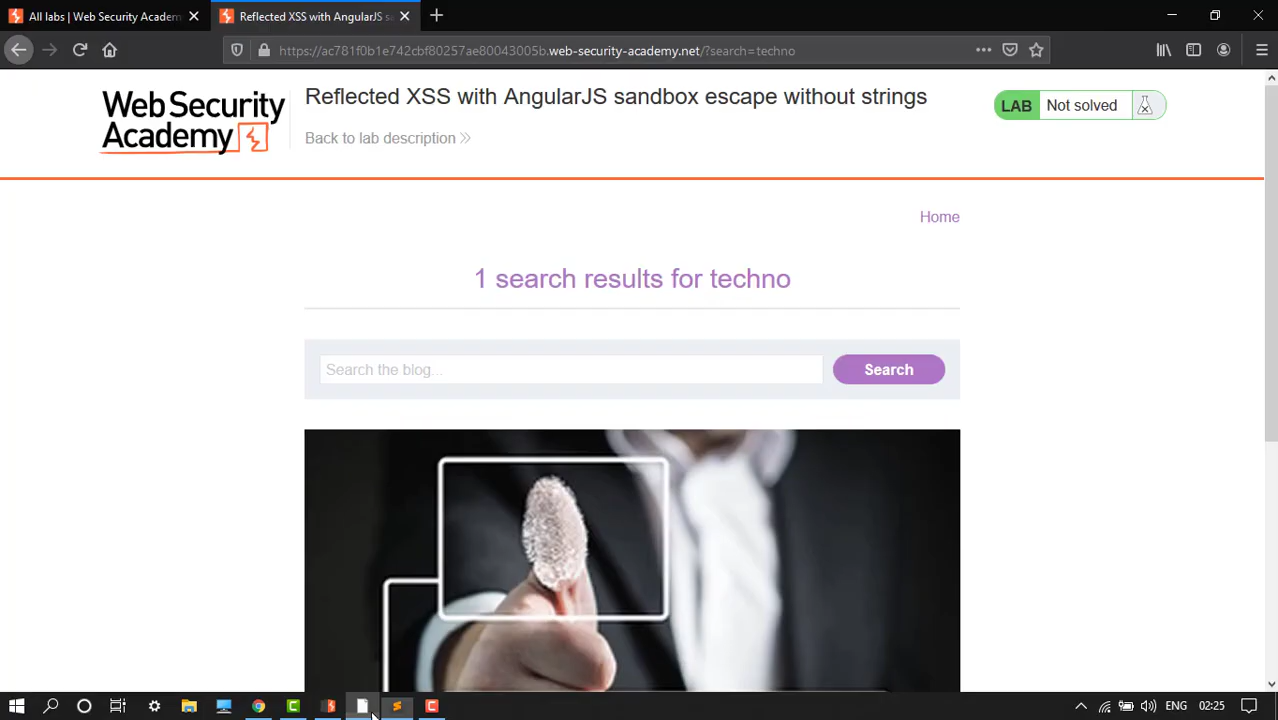 All labs | Web Security Academ
Reflected XSS with AngularJS sa
https://ac781f0b1e742cbf80257ae80043005b.web-security-academy.net/?search=techno
Web Security
Academy
Reflected XSS with AngularJS sandbox escape without strings
Back to lab description
LAB Not solved
Home
1 search results for techno
Search the blog...
Search
ENG 02:25